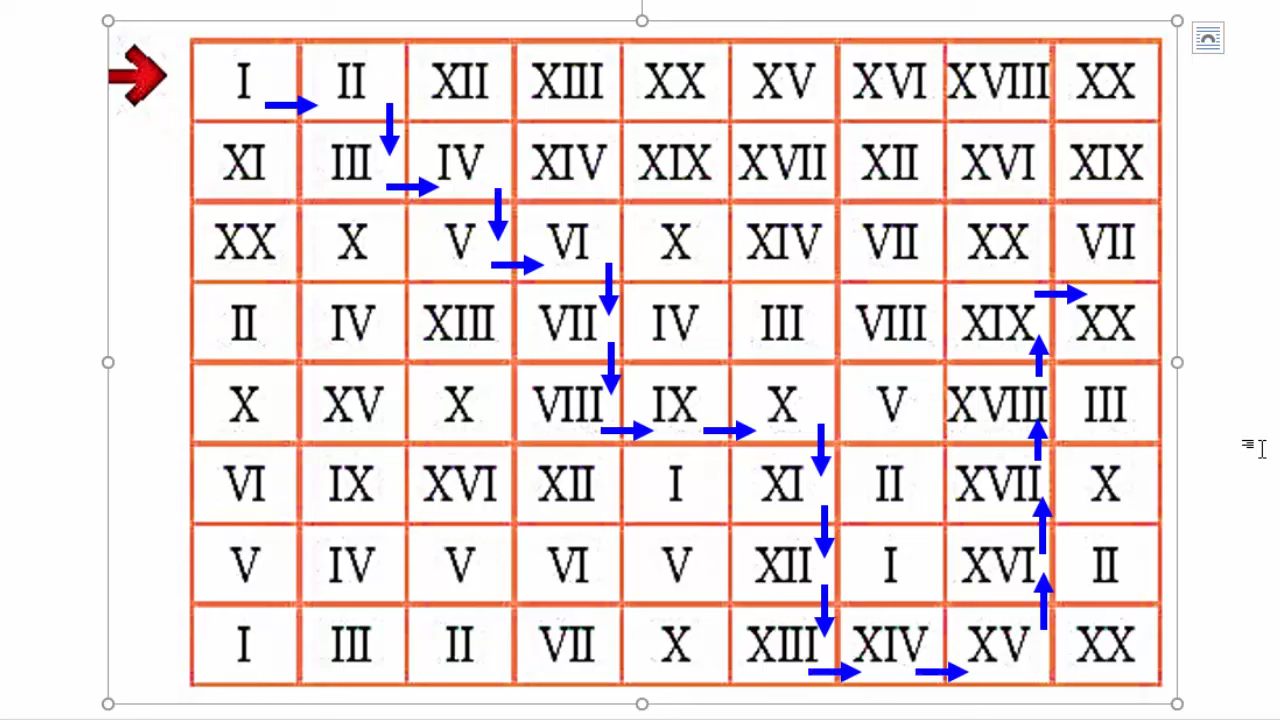 I II XII XIII XX XV XVI XVIII XX
XI III IV XIV XIX XVII XII XVI XIX
XX X V VI X XIV VII XX VII
II IV XIII VII IV III VIII XIX XX
X XV X VIII IX X V XVIII III
VI IX XVI XII I XI II XVII X
V IV V VI V XII I XVI II
I III II VII X XIII XIV XV XX